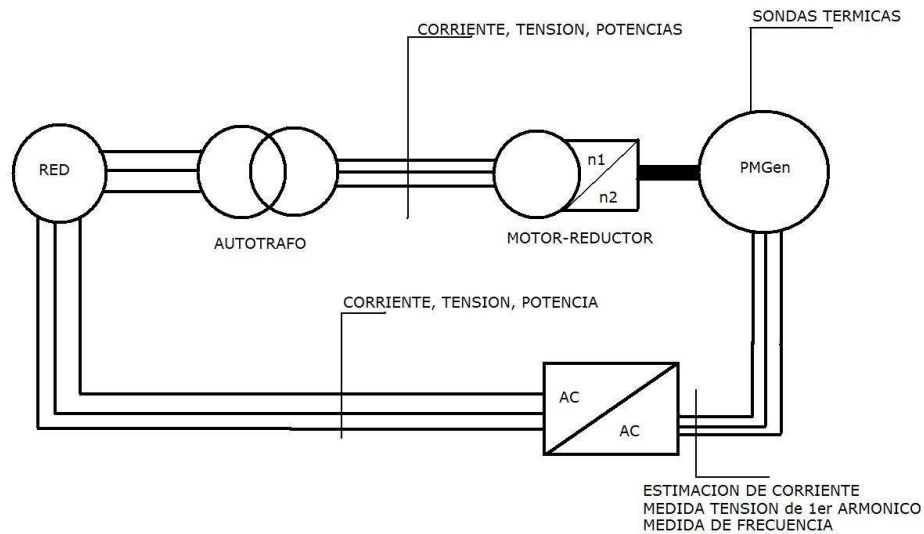 SONDAS TERMICAS
CORRIENTE, TENSION, POTENCIAS
RED
n1
n2
PMGen
AUTOTRAFO
MOTOR-REDUCTOR
CORRIENTE, TENSION, POTENCIA
AC
AC
ESTIMACION DE CORRIENTE
MEDIDA TENSION de 1er ARMONICO
MEDIDA DE FRECUENCIA